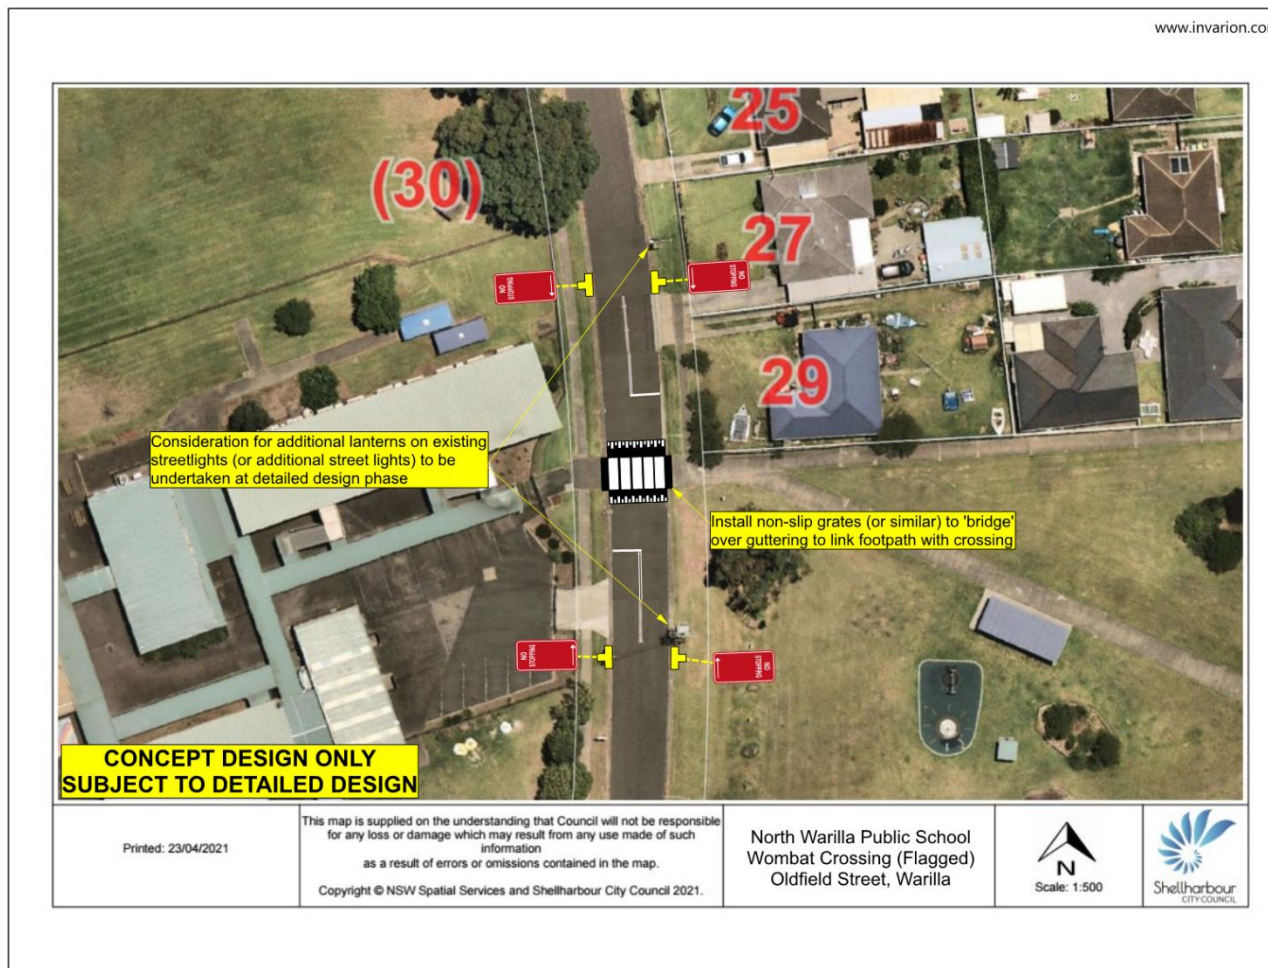 www.invarion.co
(30)
25
27
29
NO
STOPPING
NO
STOPPING
Consideration for additional lanterns on existing
streetlights (or additional street lights) to be
undertaken at detailed design phase
Install non-slip grates (or similar) to 'bridge'
over guttering to link footpath with crossing
NO
STOPPING
NO
STOPPING
CONCEPT DESIGN ONLY
SUBJECT TO DETAILED DESIGN
Printed: 23/04/2021
This map is supplied on the understanding that Council will not be responsible
for any loss or damage which may result from any use made of such
information
as a result of errors or omissions contained in the map.
Copyright © NSW Spatial Services and Shellharbour City Council 2021.
North Warilla Public School
Wombat Crossing (Flagged)
Oldfield Street, Warilla
N
Scale: 1:500
Shellharbour
CITY COUNCIL